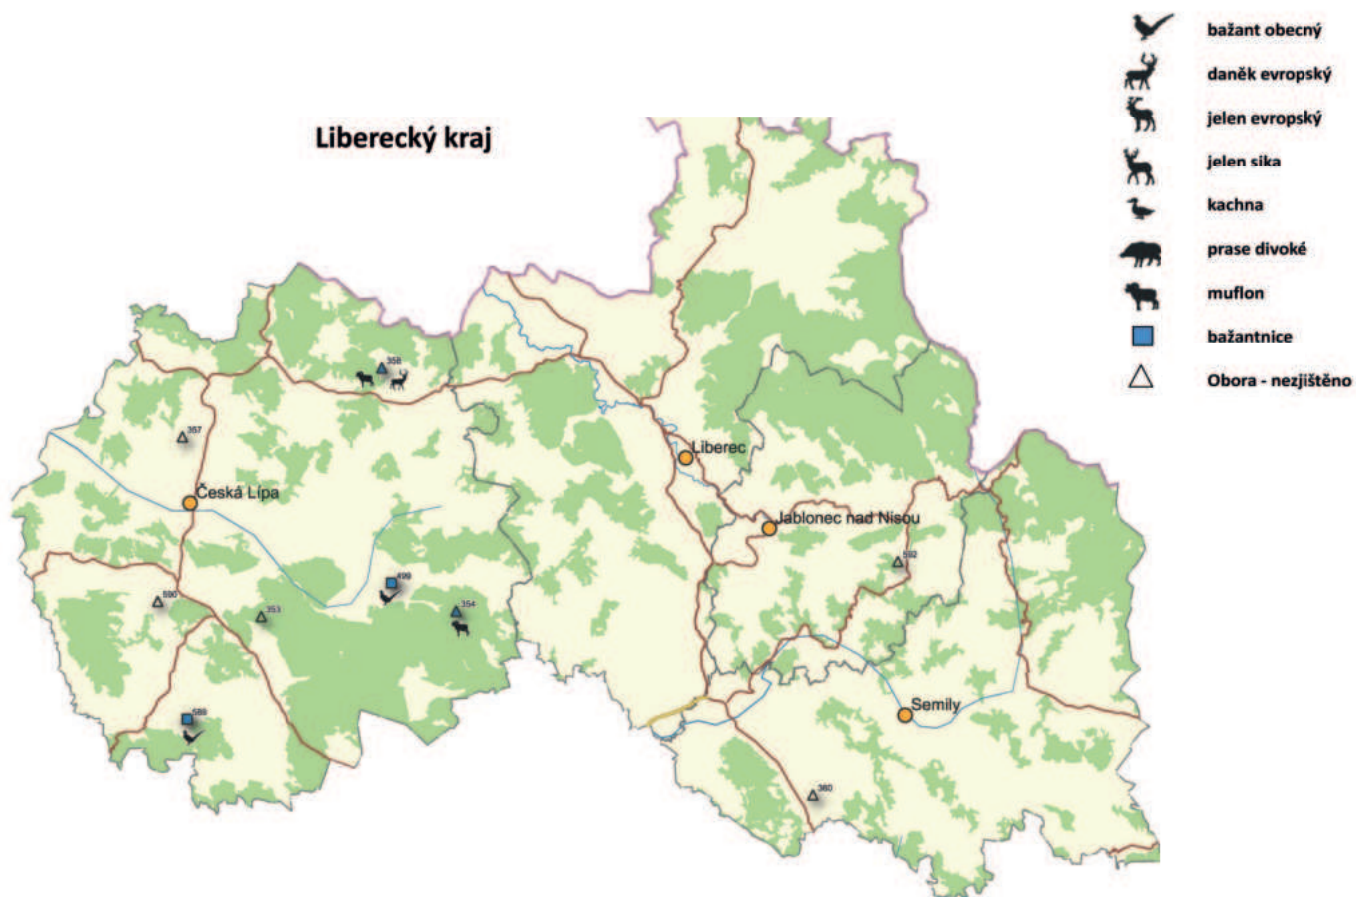 bažant obecný
daněk evropský
jelen evropský
jelen sika
kachna
prase divoké
muflon
bažantnice
Obora - nezjištěno
Liberecký kraj
358
357
Liberec
Česká Lípa
Jablonec nad Nisou
592
499
590
353
354
589
Semily
360